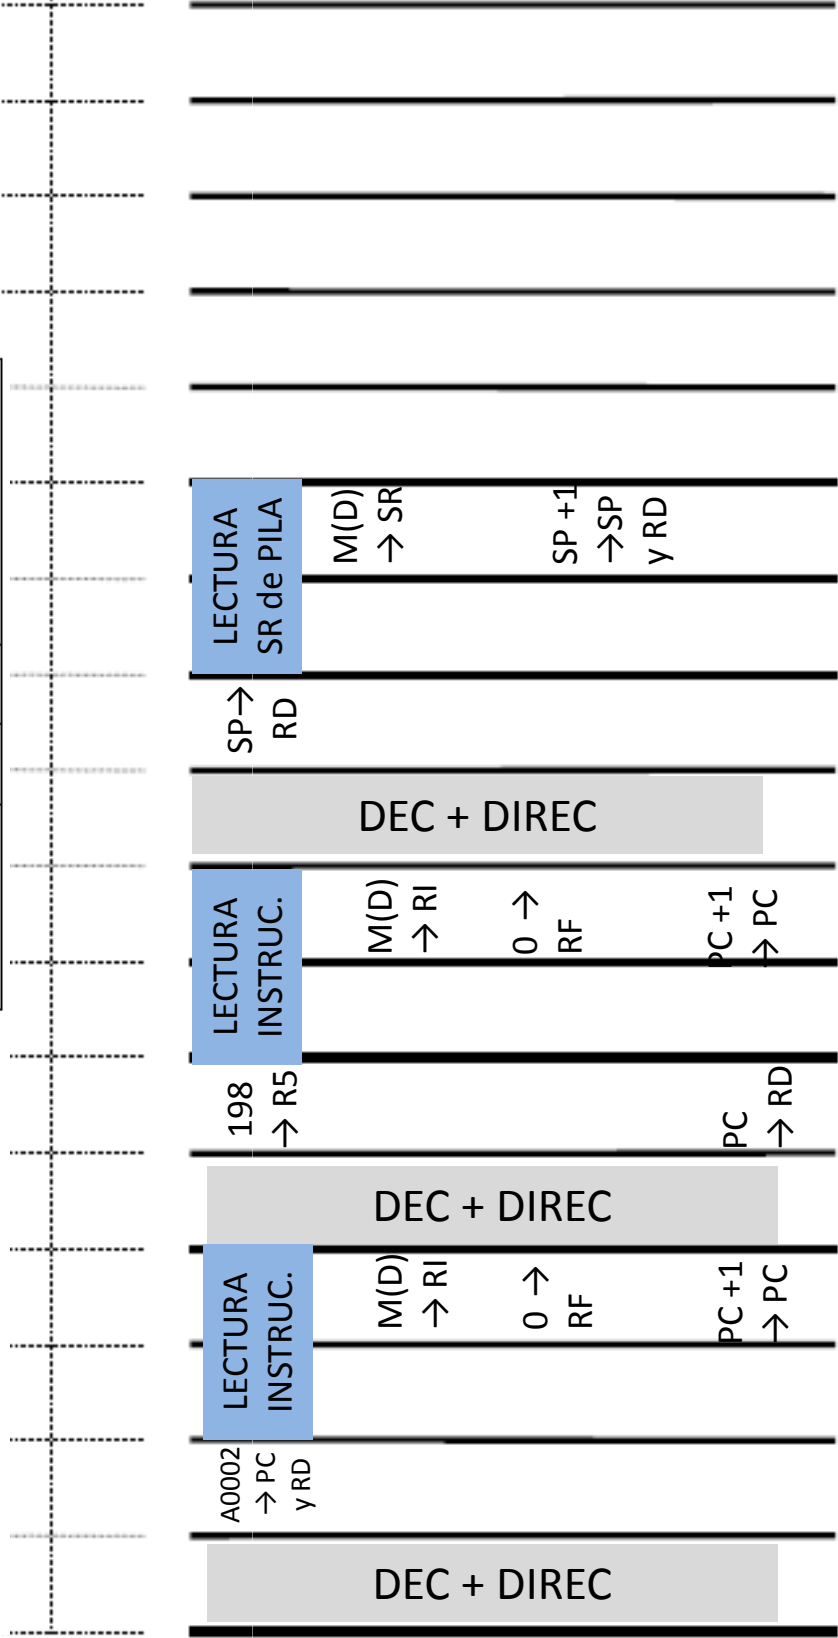 DEC + DIREC
A0002
→ PC
y RD
LECTURA
INSTRUC.
M(D)
→ RI
0 →
RF
PC +1
→ PC
DEC + DIREC
198
→ R5
PC
→ RD
LECTURA
INSTRUC.
M(D)
→ RI
0 →
RF
PC +1
→ PC
DEC + DIREC
SP→
RD
LECTURA
SR de PILA
M(D)
→ SR
SP +1
→SP
y RD